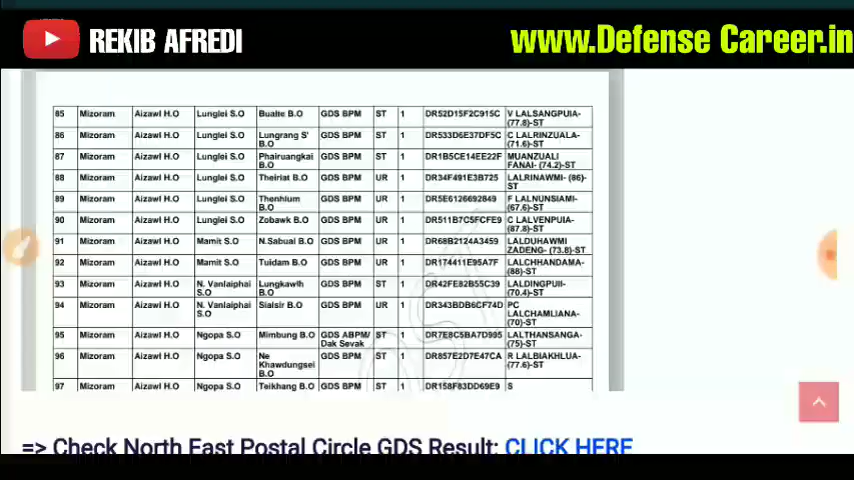 REKIB AFREDI
www.Defense Career.in
85 Mizoram Aizawl H.O Lunglei S.O Bualte B.O GDS BPM ST 1 DR52D15F2C915C V LALSANGPUIA-
(77.8)-ST
86 Mizoram Aizawl H.O Lunglei S.O Lungrang S' GDS BPM ST 1 DR533D6E37DF5C C LALRINZUALA-
B.O (71.6)-ST
87 Mizoram Aizawl H.O Lunglei S.O Phairuangkai GDS BPM ST 1 DR1B5CE14EE22F MUANZUALI
B.O FANAI- (74.2)-ST
88 Mizoram Aizawl H.O Lunglei S.O Theiriat B.O GDS BPM UR 1 DR34F491E3B725 LALRINAWMI- (86)-
ST
89 Mizoram Aizawl H.O Lunglei S.O Thenhlum GDS BPM UR 1 DR5E6126692849 F LALNUNSIAMI-
B.O (67.6)-ST
90 Mizoram Aizawl H.O Lunglei S.O Zobawk B.O GDS BPM UR 1 DR511B7C5FCFE9 C LALVENPUIA-
(87.8)-ST
91 Mizoram Aizawl H.O Mamit S.O N.Sabual B.O GDS BPM UR 1 DR68B2124A3459 LALDUHAWMI
ZADENG- (73.8)-ST
92 Mizoram Aizawl H.O Mamit S.O Tuidam B.O GDS BPM UR 1 DR174411E95A7F LALCHHANDAMA-
(88)-ST
93 Mizoram Aizawl H.O N. Vanlaiphai Lungkawlh GDS BPM ST 1 DR42FE82B55C39 LALDINGPUII-
S.O B.O (70.4)-ST
94 Mizoram Aizawl H.O N. Vanlaiphai Sialsir B.O GDS BPM UR 1 DR343BDB6CF74D PC
S.O LALCHAMLIANA-
(70)-ST
95 Mizoram Aizawl H.O Ngopa S.O Mimbung B.O GDS ABPM/ ST 1 DR7E8C5BA7D995 LALTHANSANGA-
Dak Sevak (75)-ST
96 Mizoram Aizawl H.O Ngopa S.O Ne GDS BPM ST 1 DR857E2D7E47CA R LALBIAKHLUA-
Khawdungsei (77.6)-ST
B.O
97 Mizoram Aizawl H.O Ngopa S.O Teikhang B.O GDS BPM ST 1 DR158F83DD69E9 S
=> Check North East Postal Circle GDS Result: CLICK HERE